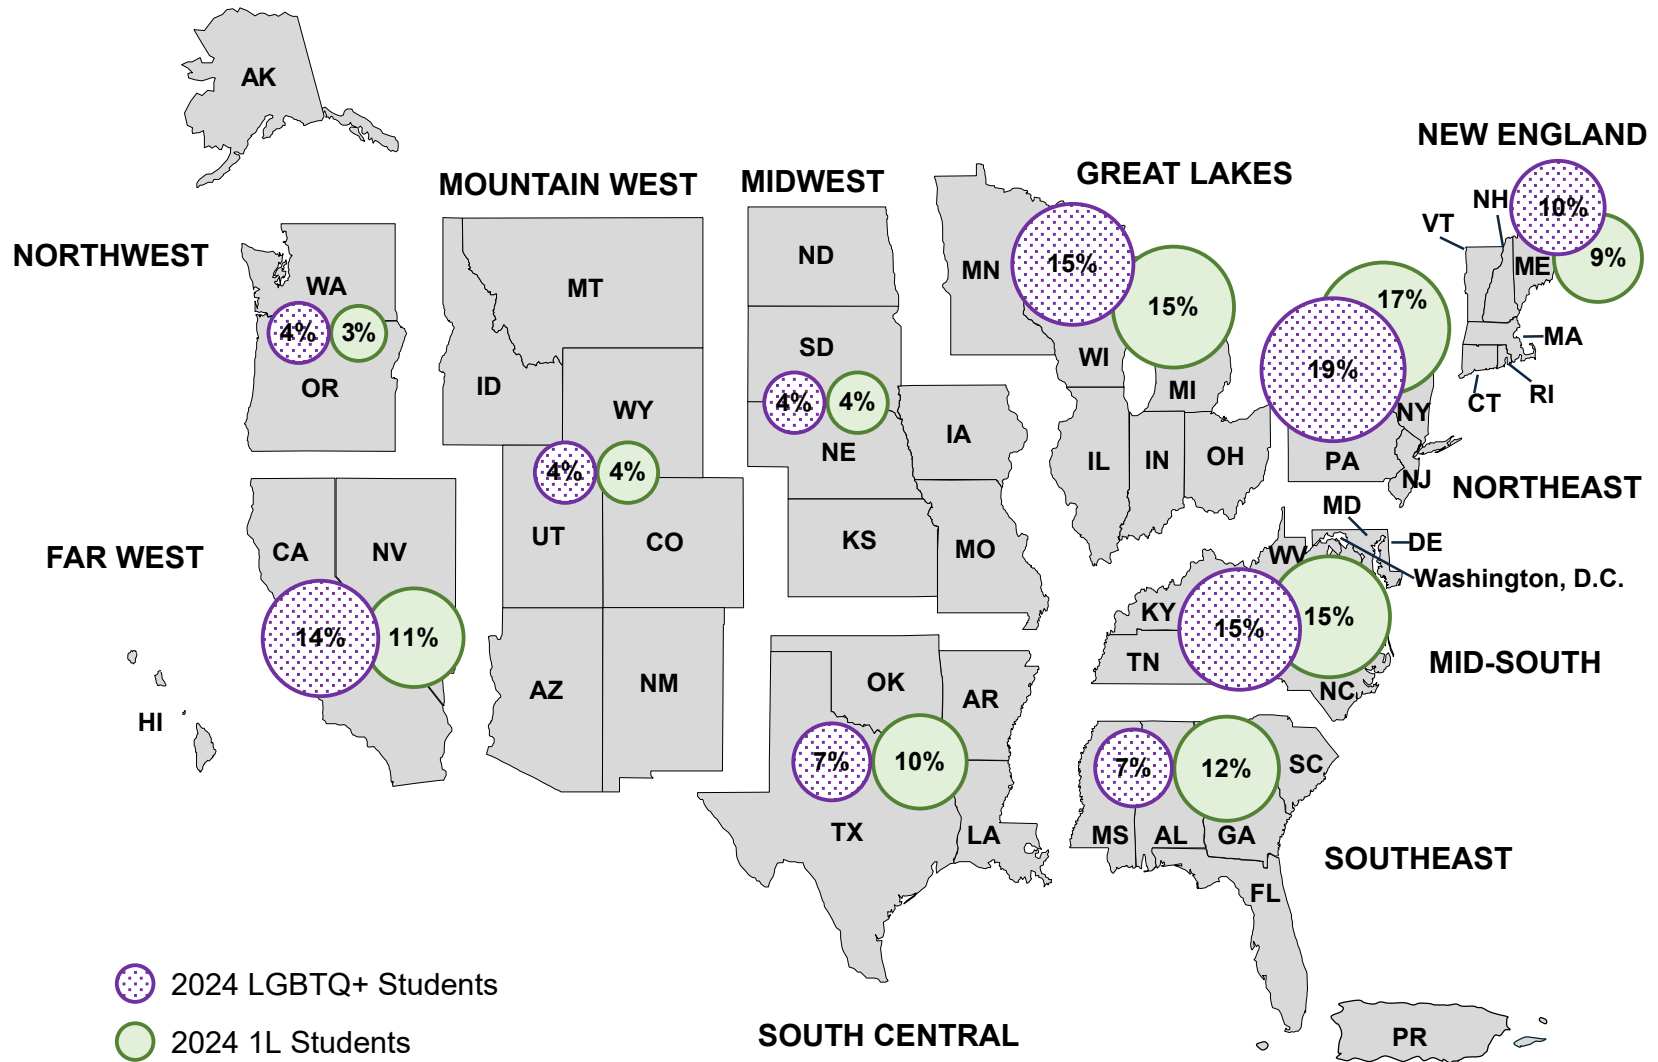 AK
NEW ENGLAND
GREAT LAKES
MOUNTAIN WEST
MIDWEST
NH
VT
10%
NORTHWEST
ND
MN
15%
ME
9%
WA
MT
15%
17%
4%
3%
SD
WI
MA
OR
ID
WY
4%
4%
MI
19%
NY
CT
RI
4%
4%
NE
IA
IL
IN
OH
PA
NJ
NORTHEAST
MD
FAR WEST
CA
NV
UT
CO
KS
MO
WV
DE
Washington, D.C.
14%
11%
KY
15%
15%
TN
MID-SOUTH
HI
AZ
NM
OK
AR
NC
7%
10%
7%
12%
SC
TX
LA
MS
AL
GA
SOUTHEAST
FL
2024 LGBTQ+ Students
2024 1L Students
SOUTH CENTRAL
PR